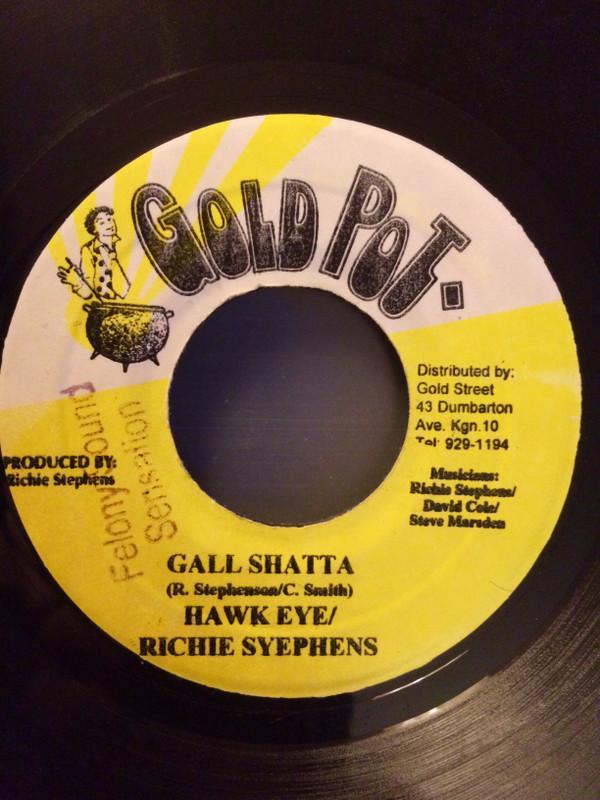 GOLD POT.
Distributed by:
Gold Street
43 Dumbarton
Ave. Kgn.10
Tel: 929-1194
PRODUCED BY:
Richie Stephens
Musicians:
Richie Stephens/
David Cole/
Steve Marsden
Felony Sound
Sensation
GALL SHATTA
(R. Stephenson/C. Smith)
HAWK EYE/
RICHIE SYEPHENS